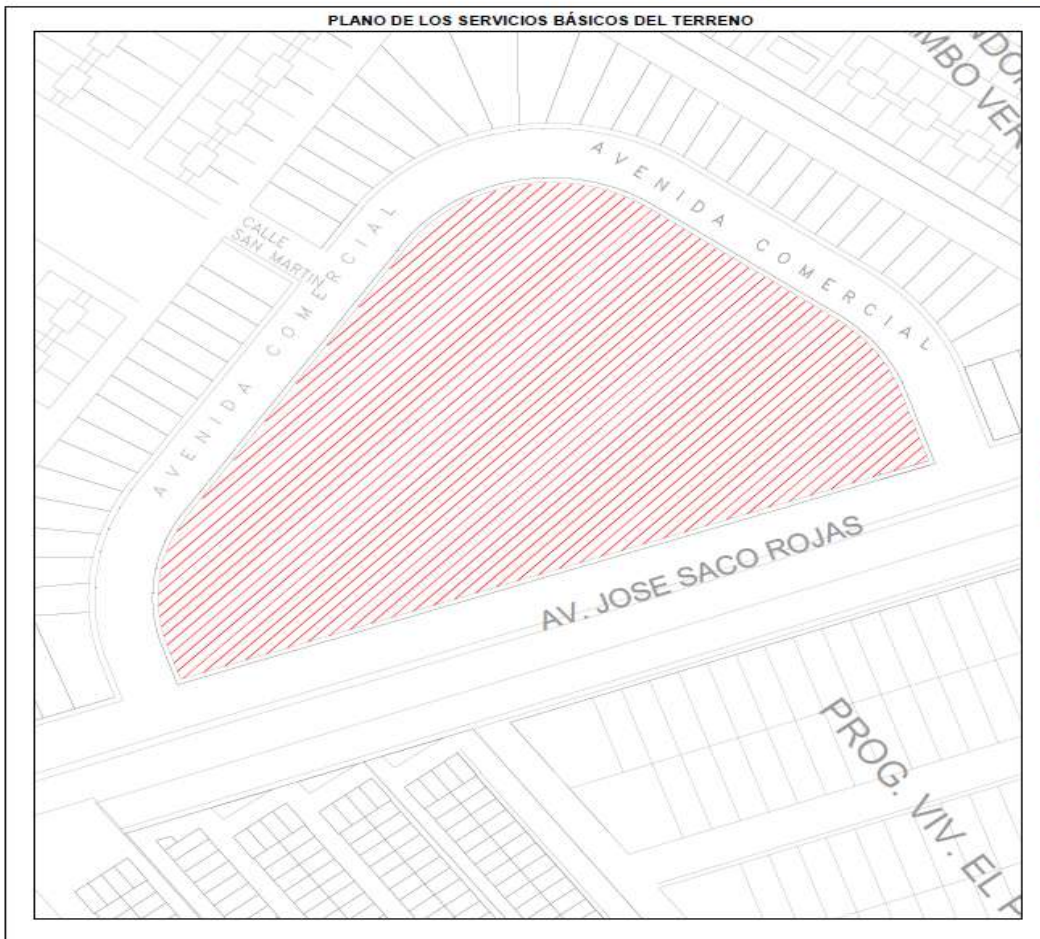 PLANO DE LOS SERVICIOS BÁSICOS DEL TERRENO
AVENIDA COMERCIAL
CALLE
SAN MARTIN
AVENIDA COMERCIAL
AV. JOSE SACO ROJAS
PROG. VIV. EL